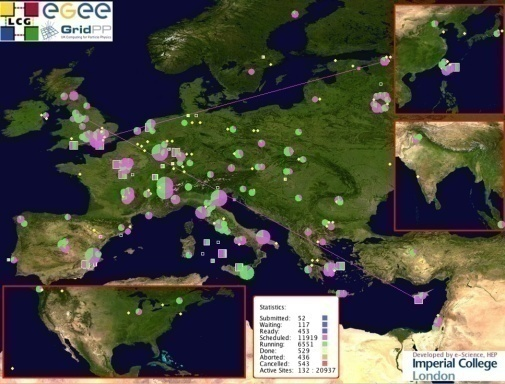 LCG
eGee
GridPP
UK Computing for Particle Physics
Statistics:
Submitted: 52
Waiting: 117
Ready: 453
Scheduled: 11919
Running: 6551
Done: 529
Aborted: 436
Cancelled: 543
Active Sites: 132 : 20937
Developed by e-Science, HEP
Imperial College
London